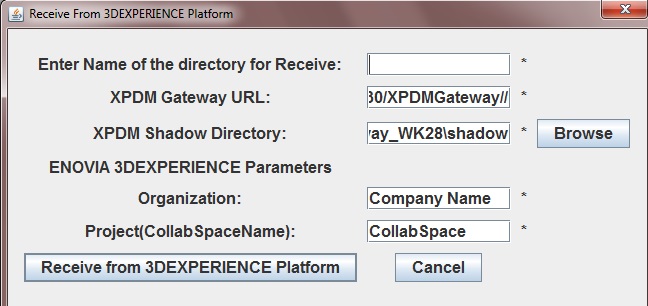 Receive From 3DEXPERIENCE Platform
Enter Name of the directory for Receive: *
XPDM Gateway URL: 30/XPDMGateway// *
XPDM Shadow Directory: way_WK28\shadow * Browse
ENOVIA 3DEXPERIENCE Parameters
Organization: Company Name *
Project(CollabSpaceName): CollabSpace *
Receive from 3DEXPERIENCE Platform Cancel